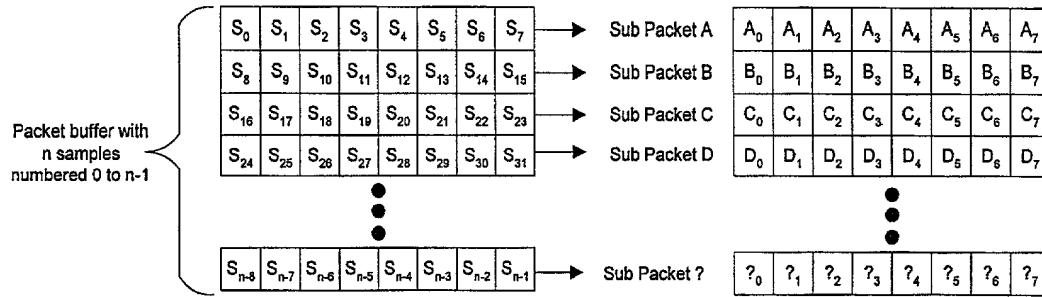 S0 S1 S2 S3 S4 S5 S6 S7 Sub Packet A A0 A1 A2 A3 A4 A5 A6 A7
S8 S9 S10 S11 S12 S13 S14 S15 Sub Packet B B0 B1 B2 B3 B4 B5 B6 B7
S16 S17 S18 S19 S20 S21 S22 S23 Sub Packet C C0 C1 C2 C3 C4 C5 C6 C7
Packet buffer with
n samples
numbered 0 to n-1
S24 S25 S26 S27 S28 S29 S30 S31 Sub Packet D D0 D1 D2 D3 D4 D5 D6 D7
Sn-8 Sn-7 Sn-6 Sn-5 Sn-4 Sn-3 Sn-2 Sn-1 Sub Packet ? ?0 ?1 ?2 ?3 ?4 ?5 ?6 ?7